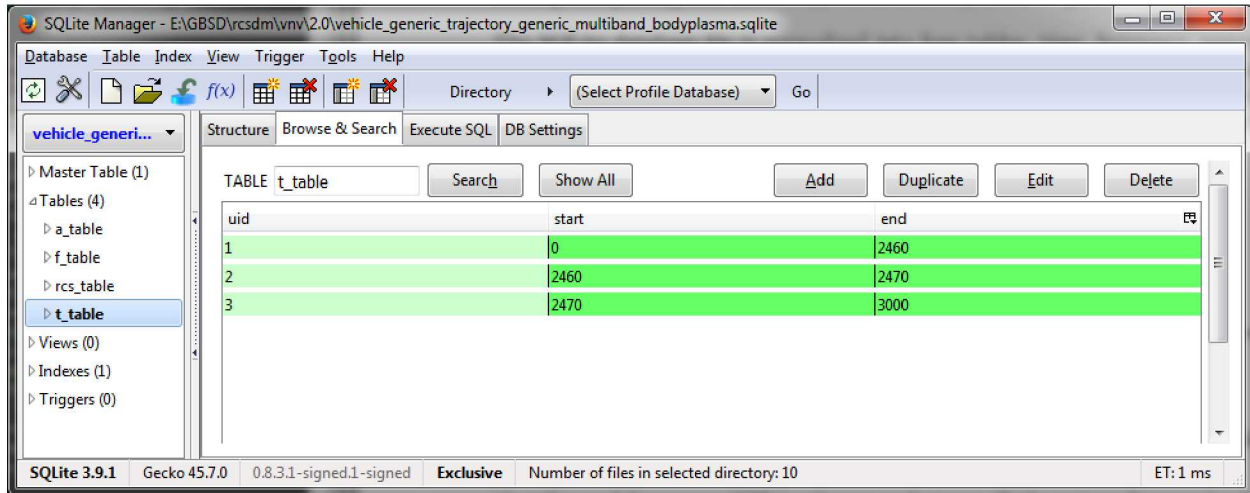 SQLite Manager - E:\GBSD\rcsdm\vnv\2.0\vehicle_generic_trajectory_generic_multiband_bodyplasma.sqlite
Database Table Index View Trigger Tools Help
f(x) Directory (Select Profile Database) Go
vehicle_generi...
Structure Browse & Search Execute SQL DB Settings
Master Table (1)
Tables (4)
a_table
f_table
rcs_table
t_table
Views (0)
Indexes (1)
Triggers (0)
TABLE t_table Search Show All Add Duplicate Edit Delete
uid start end
1 0 2460
2 2460 2470
3 2470 3000
SQLite 3.9.1 Gecko 45.7.0 0.8.3.1-signed.1-signed Exclusive Number of files in selected directory: 10 ET: 1 ms